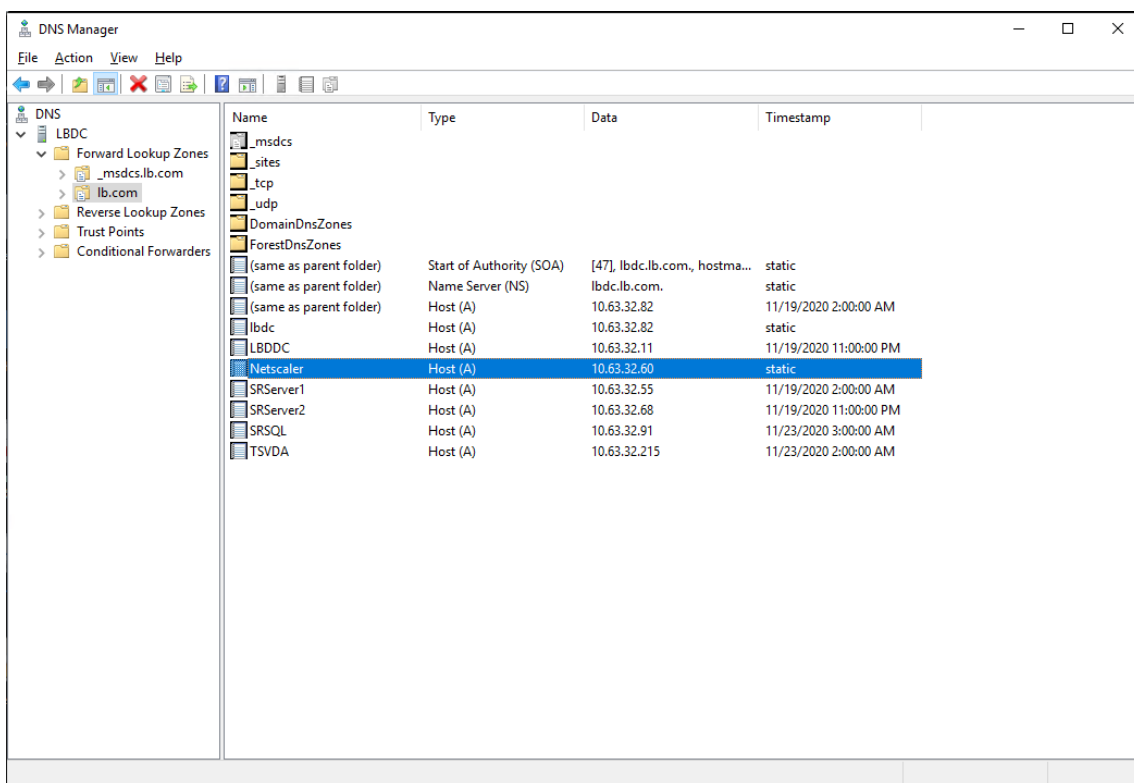 DNS Manager
File Action View Help
DNS
LBDC
Forward Lookup Zones
_msdcs.lb.com
lb.com
Reverse Lookup Zones
Trust Points
Conditional Forwarders
Name Type Data Timestamp
_msdcs
_sites
_tcp
_udp
DomainDnsZones
ForestDnsZones
(same as parent folder) Start of Authority (SOA) [47], lbdc.lb.com., hostma... static
(same as parent folder) Name Server (NS) lbdc.lb.com. static
(same as parent folder) Host (A) 10.63.32.82 11/19/2020 2:00:00 AM
lbdc Host (A) 10.63.32.82 static
LBDDC Host (A) 10.63.32.11 11/19/2020 11:00:00 PM
Netscaler Host (A) 10.63.32.60 static
SRServer1 Host (A) 10.63.32.55 11/19/2020 2:00:00 AM
SRServer2 Host (A) 10.63.32.68 11/19/2020 11:00:00 PM
SRSQL Host (A) 10.63.32.91 11/23/2020 3:00:00 AM
TSVDA Host (A) 10.63.32.215 11/23/2020 2:00:00 AM